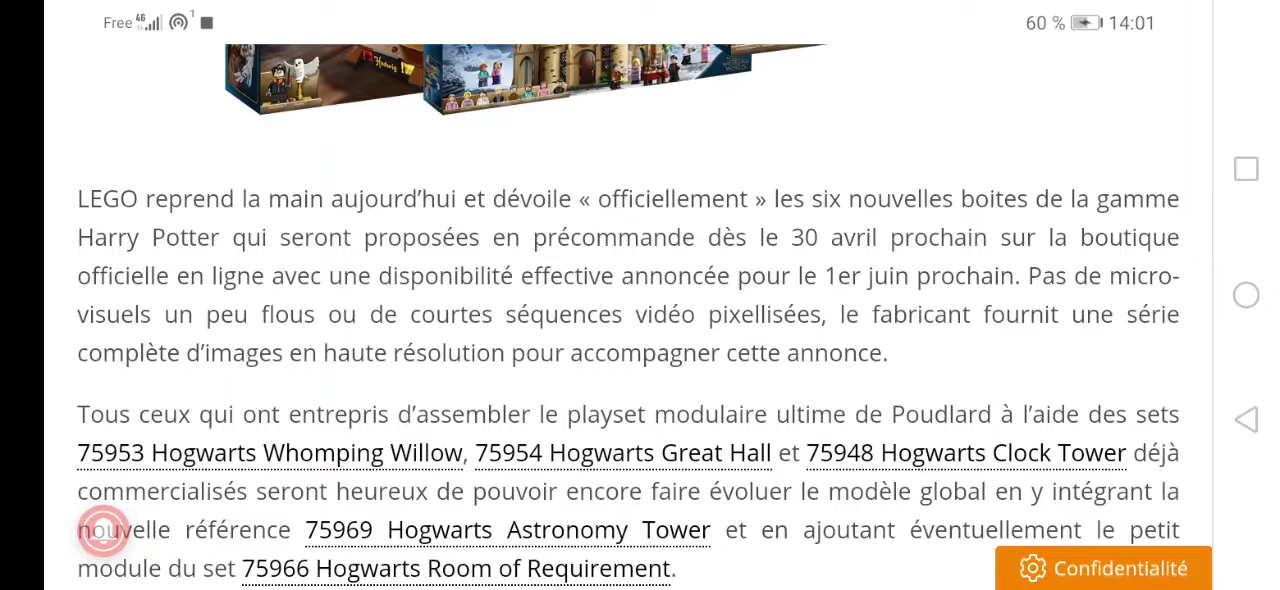 Free 4G 1 60 % 14:01
Hedwig
LEGO reprend la main aujourd’hui et dévoile « officiellement » les six nouvelles boites de la gamme
Harry Potter qui seront proposées en précommande dès le 30 avril prochain sur la boutique
officielle en ligne avec une disponibilité effective annoncée pour le 1er juin prochain. Pas de micro-
visuels un peu flous ou de courtes séquences vidéo pixellisées, le fabricant fournit une série
complète d’images en haute résolution pour accompagner cette annonce.
Tous ceux qui ont entrepris d’assembler le playset modulaire ultime de Poudlard à l’aide des sets
75953 Hogwarts Whomping Willow, 75954 Hogwarts Great Hall et 75948 Hogwarts Clock Tower déjà
commercialisés seront heureux de pouvoir encore faire évoluer le modèle global en y intégrant la
nouvelle référence 75969 Hogwarts Astronomy Tower et en ajoutant éventuellement le petit
module du set 75966 Hogwarts Room of Requirement.
Confidentialité